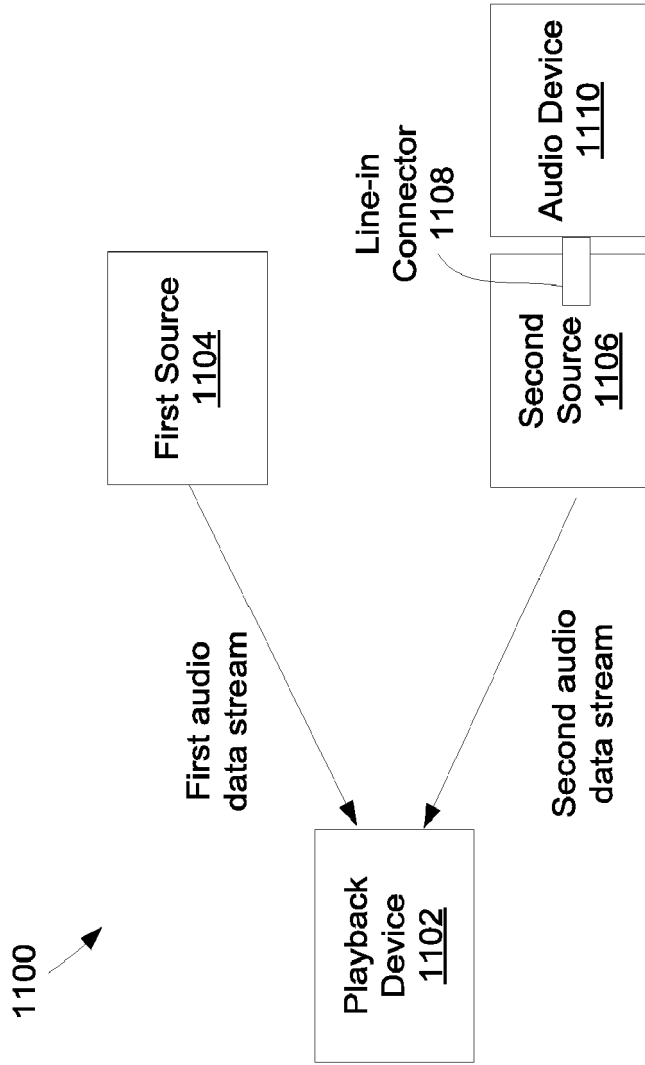 1100
Playback
Device
1102
First audio
data stream
Second audio
data stream
First Source
1104
Line-in
Connector
1108
Second
Source
1106
Audio Device
1110